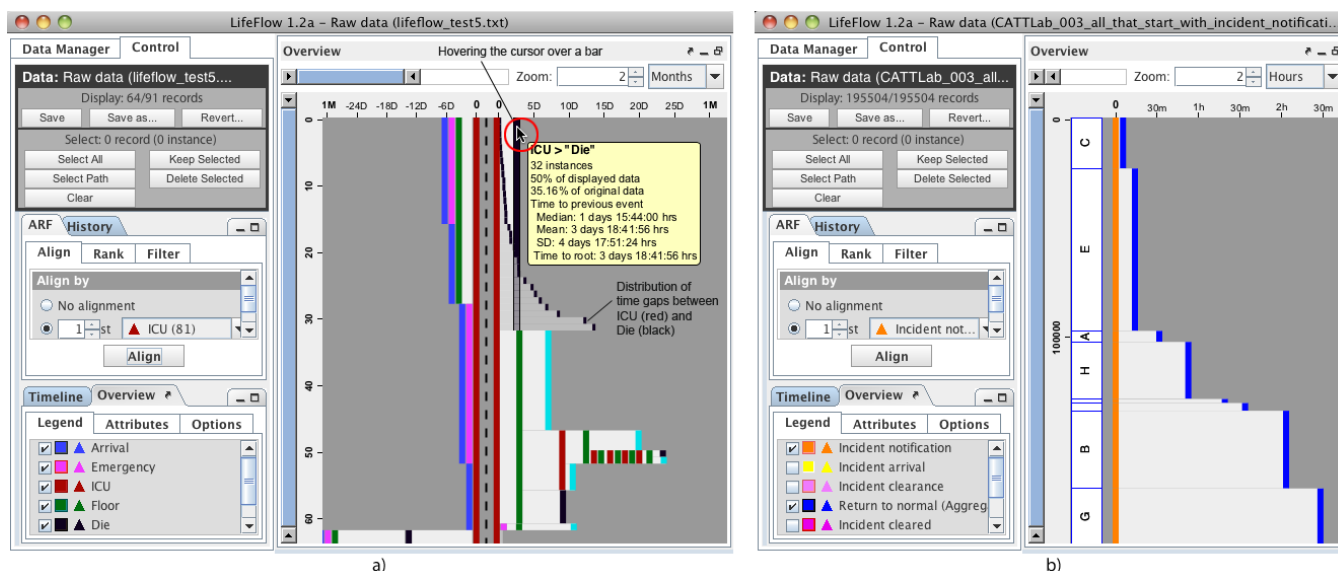 LifeFlow 1.2a – Raw data (lifeflow_test5.txt)
Data Manager Control
Data: Raw data (lifeflow_test5....
Display: 64/91 records
Save Save as... Revert...
Select: 0 record (0 instance)
Select All Keep Selected
Select Path Delete Selected
Clear
ARF History
Align Rank Filter
Align by
No alignment
1 st ICU (81)
Align
Timeline Overview
Legend Attributes Options
Arrival
Emergency
ICU
Floor
Die
Overview
Hovering the cursor over a bar
Zoom: 2 Months
1M -24D -18D -12D -6D 0 0 5D 10D 15D 20D 25D 1M
0
10
20
30
40
50
60
ICU > "Die"
32 instances
50% of displayed data
35.16% of original data
Time to previous event
Median: 1 days 15:44:00 hrs
Mean: 3 days 18:41:56 hrs
SD: 4 days 17:51:24 hrs
Time to root: 3 days 18:41:56 hrs
Distribution of
time gaps between
ICU (red) and
Die (black)
a)
LifeFlow 1.2a – Raw data (CATTLab_003_all_that_start_with_incident_notificati...
Data Manager Control
Data: Raw data (CATTLab_003_all...
Display: 195504/195504 records
Save Save as... Revert...
Select: 0 record (0 instance)
Select All Keep Selected
Select Path Delete Selected
Clear
ARF History
Align Rank Filter
Align by
No alignment
1 st Incident not...
Align
Timeline Overview
Legend Attributes Options
Incident notification
Incident arrival
Incident clearance
Return to normal (Aggreg
Incident cleared
Overview
Zoom: 2 Hours
0 30m 1h 30m 2h 30m
0
100000
C
E
A
H
B
G
b)